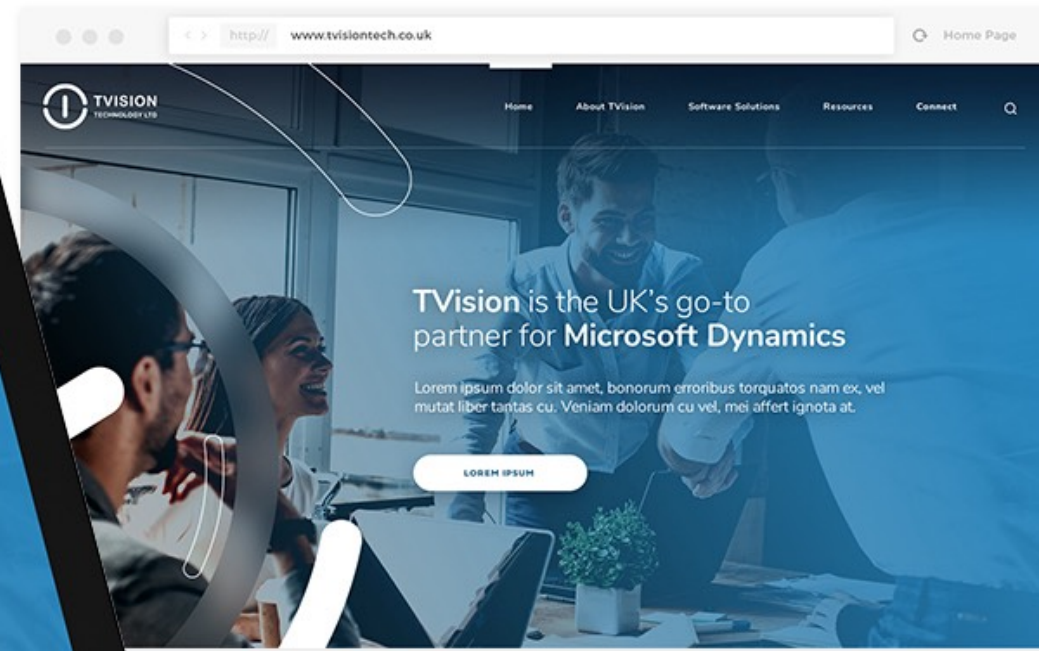 http://
www.tvisiontech.co.uk
Home Page
TVISION
TECHNOLOGY LTD
Home
About TVision
Software Solutions
Resources
Connect
TVision is the UK's go-to
partner for Microsoft Dynamics
Lorem ipsum dolor sit amet, bonorum erroribus torquatos nam ex, vel
mutat liber tantas cu. Veniam dolorum cu vel, mei affert ignota at.
LOREM IPSUM